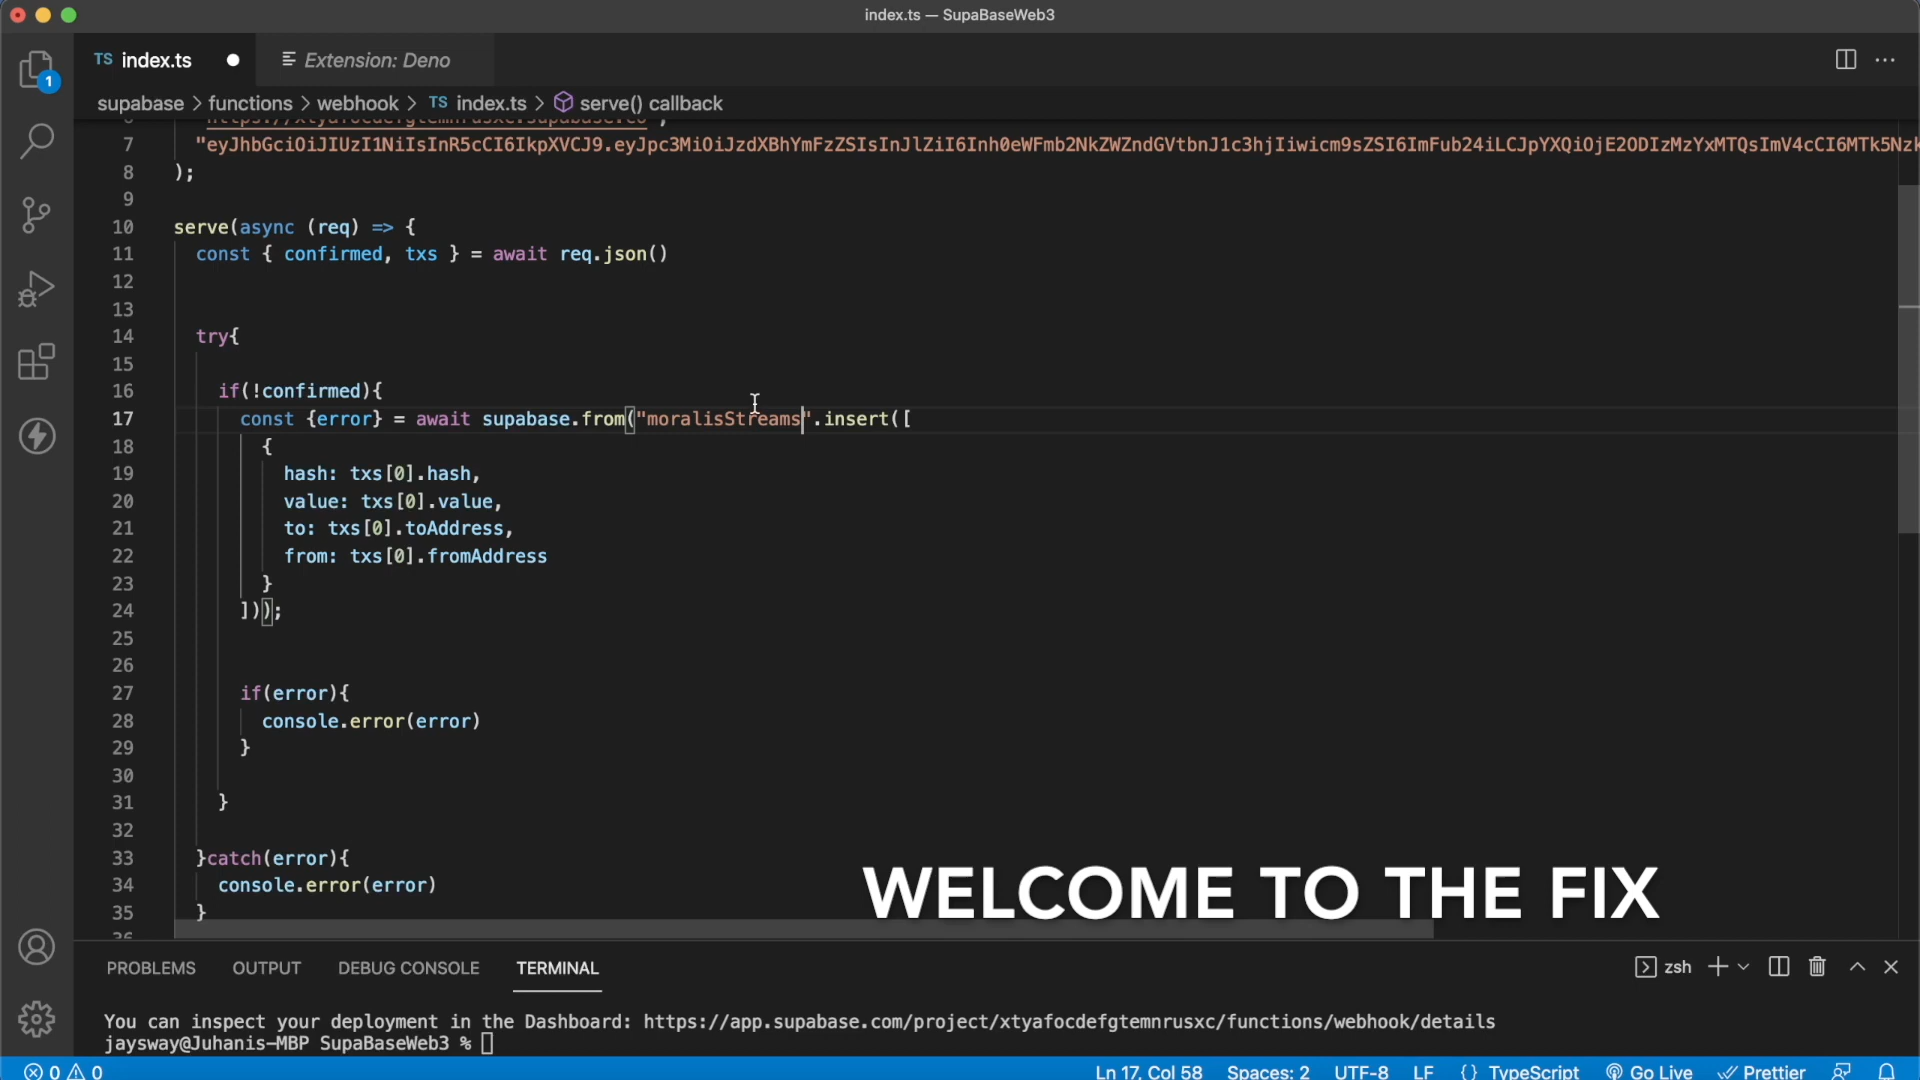 index.ts — SupaBaseWeb3
TS index.ts
Extension: Deno
1
supabase > functions > webhook > TS index.ts > serve() callback
7 "eyJhbGciOiJIUzI1NiIsInR5cCI6IkpXVCJ9.eyJpc3MiOiJzdXBhYmFzZSIsInJlZiI6Inh0eWFmb2NkZWZndGVtbnJ1c3hjIiwicm9sZSI6ImFub24iLCJpYXQiOjE2ODIzMzYxMTQsImV4cCI6MTk5Nzk
8 );
9
10 serve(async (req) => {
11 const { confirmed, txs } = await req.json()
12
13
14 try{
15
16 if(!confirmed){
17 const {error} = await supabase.from("moralisStreams".insert([
18 {
19 hash: txs[0].hash,
20 value: txs[0].value,
21 to: txs[0].toAddress,
22 from: txs[0].fromAddress
23 }
24 ]));
25
26
27 if(error){
28 console.error(error)
29 }
30
31 }
32
33 }catch(error){
34 console.error(error)
35 }
WELCOME TO THE FIX
PROBLEMS OUTPUT DEBUG CONSOLE TERMINAL
zsh
You can inspect your deployment in the Dashboard: https://app.supabase.com/project/xtyafocdefgtemnrusxc/functions/webhook/details
jaysway@Juhanis-MBP SupaBaseWeb3 %
0 0 Ln 17, Col 58 Spaces: 2 UTF-8 LF {} TypeScript Go Live Prettier